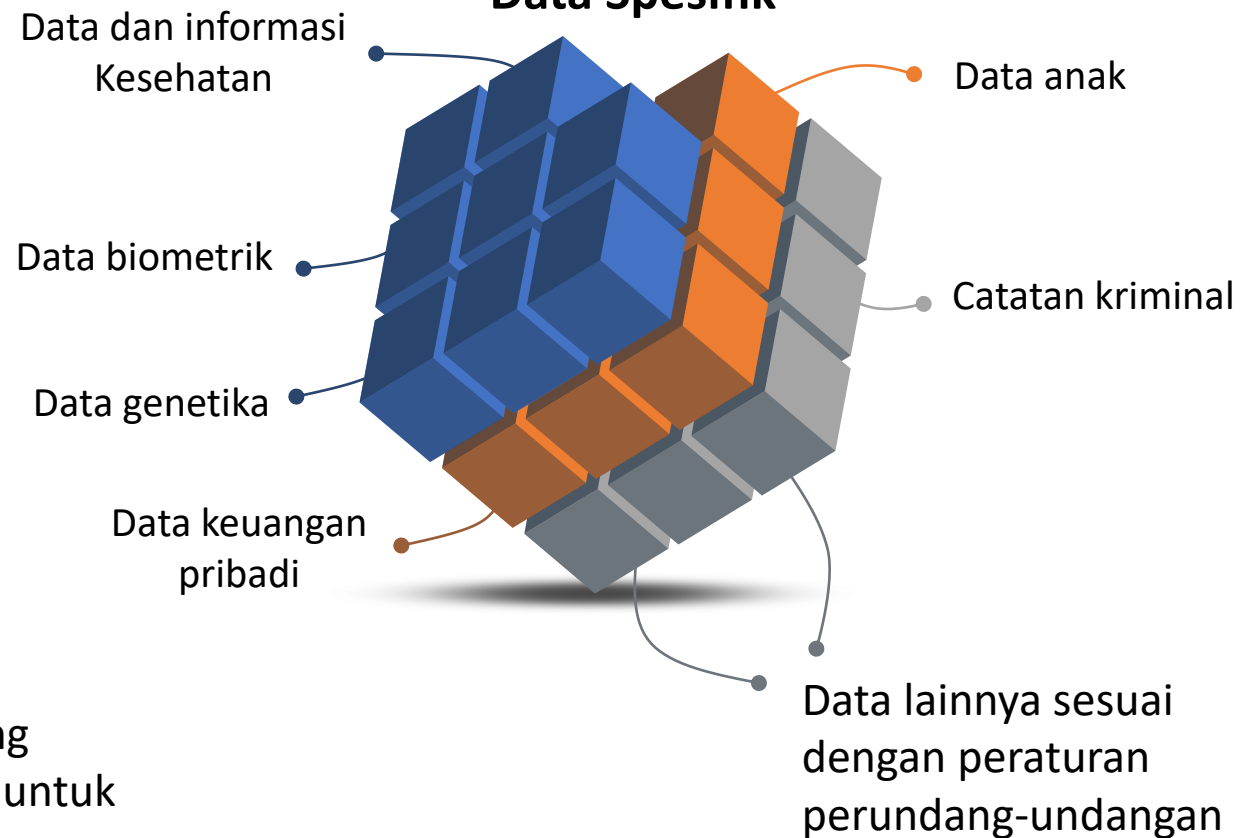 Data Spesifik
Data dan informasi
Kesehatan
Data anak
Data biometrik
Catatan kriminal
Data genetika
Data keuangan
pribadi
Data lainnya sesuai
dengan peraturan
perundang-undangan
untuk